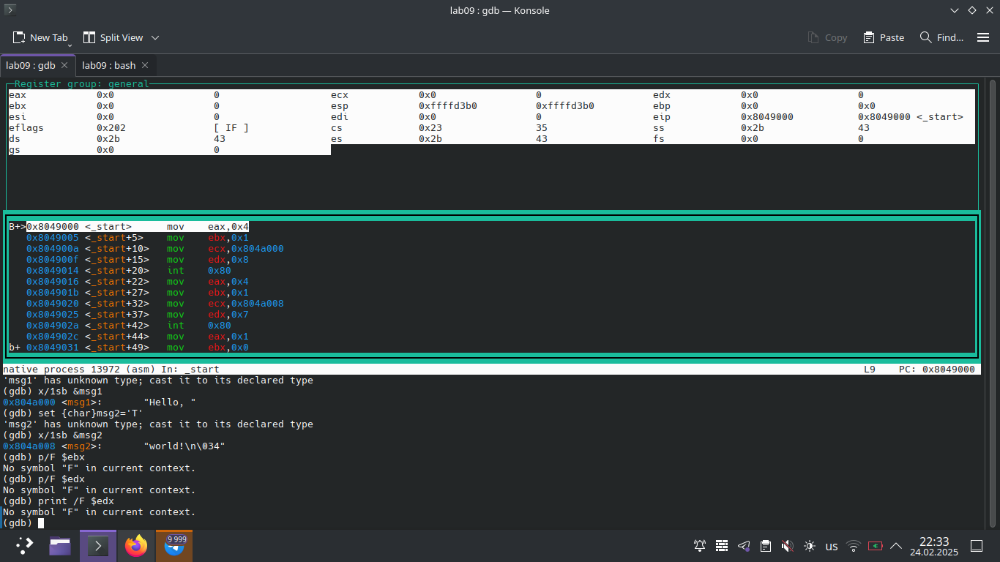 lab09 : gdb — Konsole
New Tab Split View Copy Paste Find...
lab09 : gdb lab09 : bash
Register group: general
eax 0x0 0 ecx 0x0 0 edx 0x0 0
ebx 0x0 0 esp 0xffffd3b0 0xffffd3b0 ebp 0x0 0x0
esi 0x0 0 edi 0x0 0 eip 0x8049000 0x8049000 <_start>
eflags 0x202 [ IF ] cs 0x23 35 ss 0x2b 43
ds 0x2b 43 es 0x2b 43 fs 0x0 0
gs 0x0 0
B+>0x8049000 <_start> mov eax,0x4
0x8049005 <_start+5> mov ebx,0x1
0x804900a <_start+10> mov ecx,0x804a000
0x804900f <_start+15> mov edx,0x8
0x8049014 <_start+20> int 0x80
0x8049016 <_start+22> mov eax,0x4
0x804901b <_start+27> mov ebx,0x1
0x8049020 <_start+32> mov ecx,0x804a008
0x8049025 <_start+37> mov edx,0x7
0x804902a <_start+42> int 0x80
0x804902c <_start+44> mov eax,0x1
b+ 0x8049031 <_start+49> mov ebx,0x0
native process 13972 (asm) In: _start L9 PC: 0x8049000
'msg1' has unknown type; cast it to its declared type
(gdb) x/1sb &msg1
0x804a000 <msg1>: "Hello, "
(gdb) set {char}msg2='T'
'msg2' has unknown type; cast it to its declared type
(gdb) x/1sb &msg2
0x804a008 <msg2>: "world!\n\034"
(gdb) p/F $ebx
No symbol "F" in current context.
(gdb) p/F $edx
No symbol "F" in current context.
(gdb) print /F $edx
No symbol "F" in current context.
(gdb)
9 999
us
22:33
24.02.2025